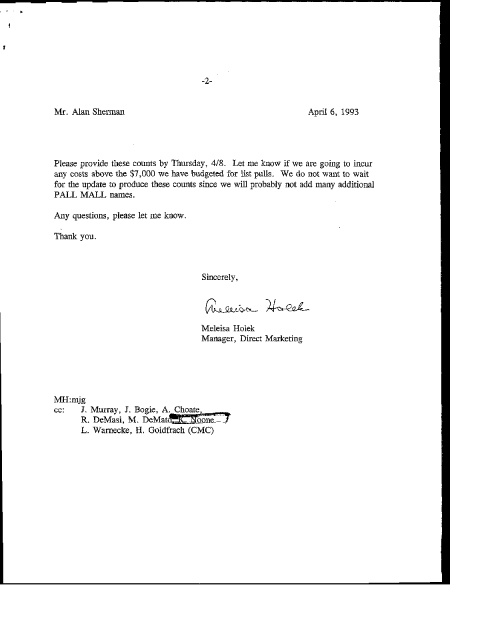 -2-
Mr. Alan Sherman April 6, 1993
Please provide these counts by Thursday, 4/8. Let me know if we are going to incur
any costs above the $7,000 we have budgeted for list pulls. We do not want to wait
for the update to produce these counts since we will probably not add many additional
PALL MALL names.
Any questions, please let me know.
Thank you.
Sincerely,
Meleisa Holek
Meleisa Holek
Manager, Direct Marketing
MH:mjg
cc: J. Murray, J. Bogie, A. Choate,
R. DeMasi, M. DeMato, K. Noone
L. Warnecke, H. Goldfrach (CMC)